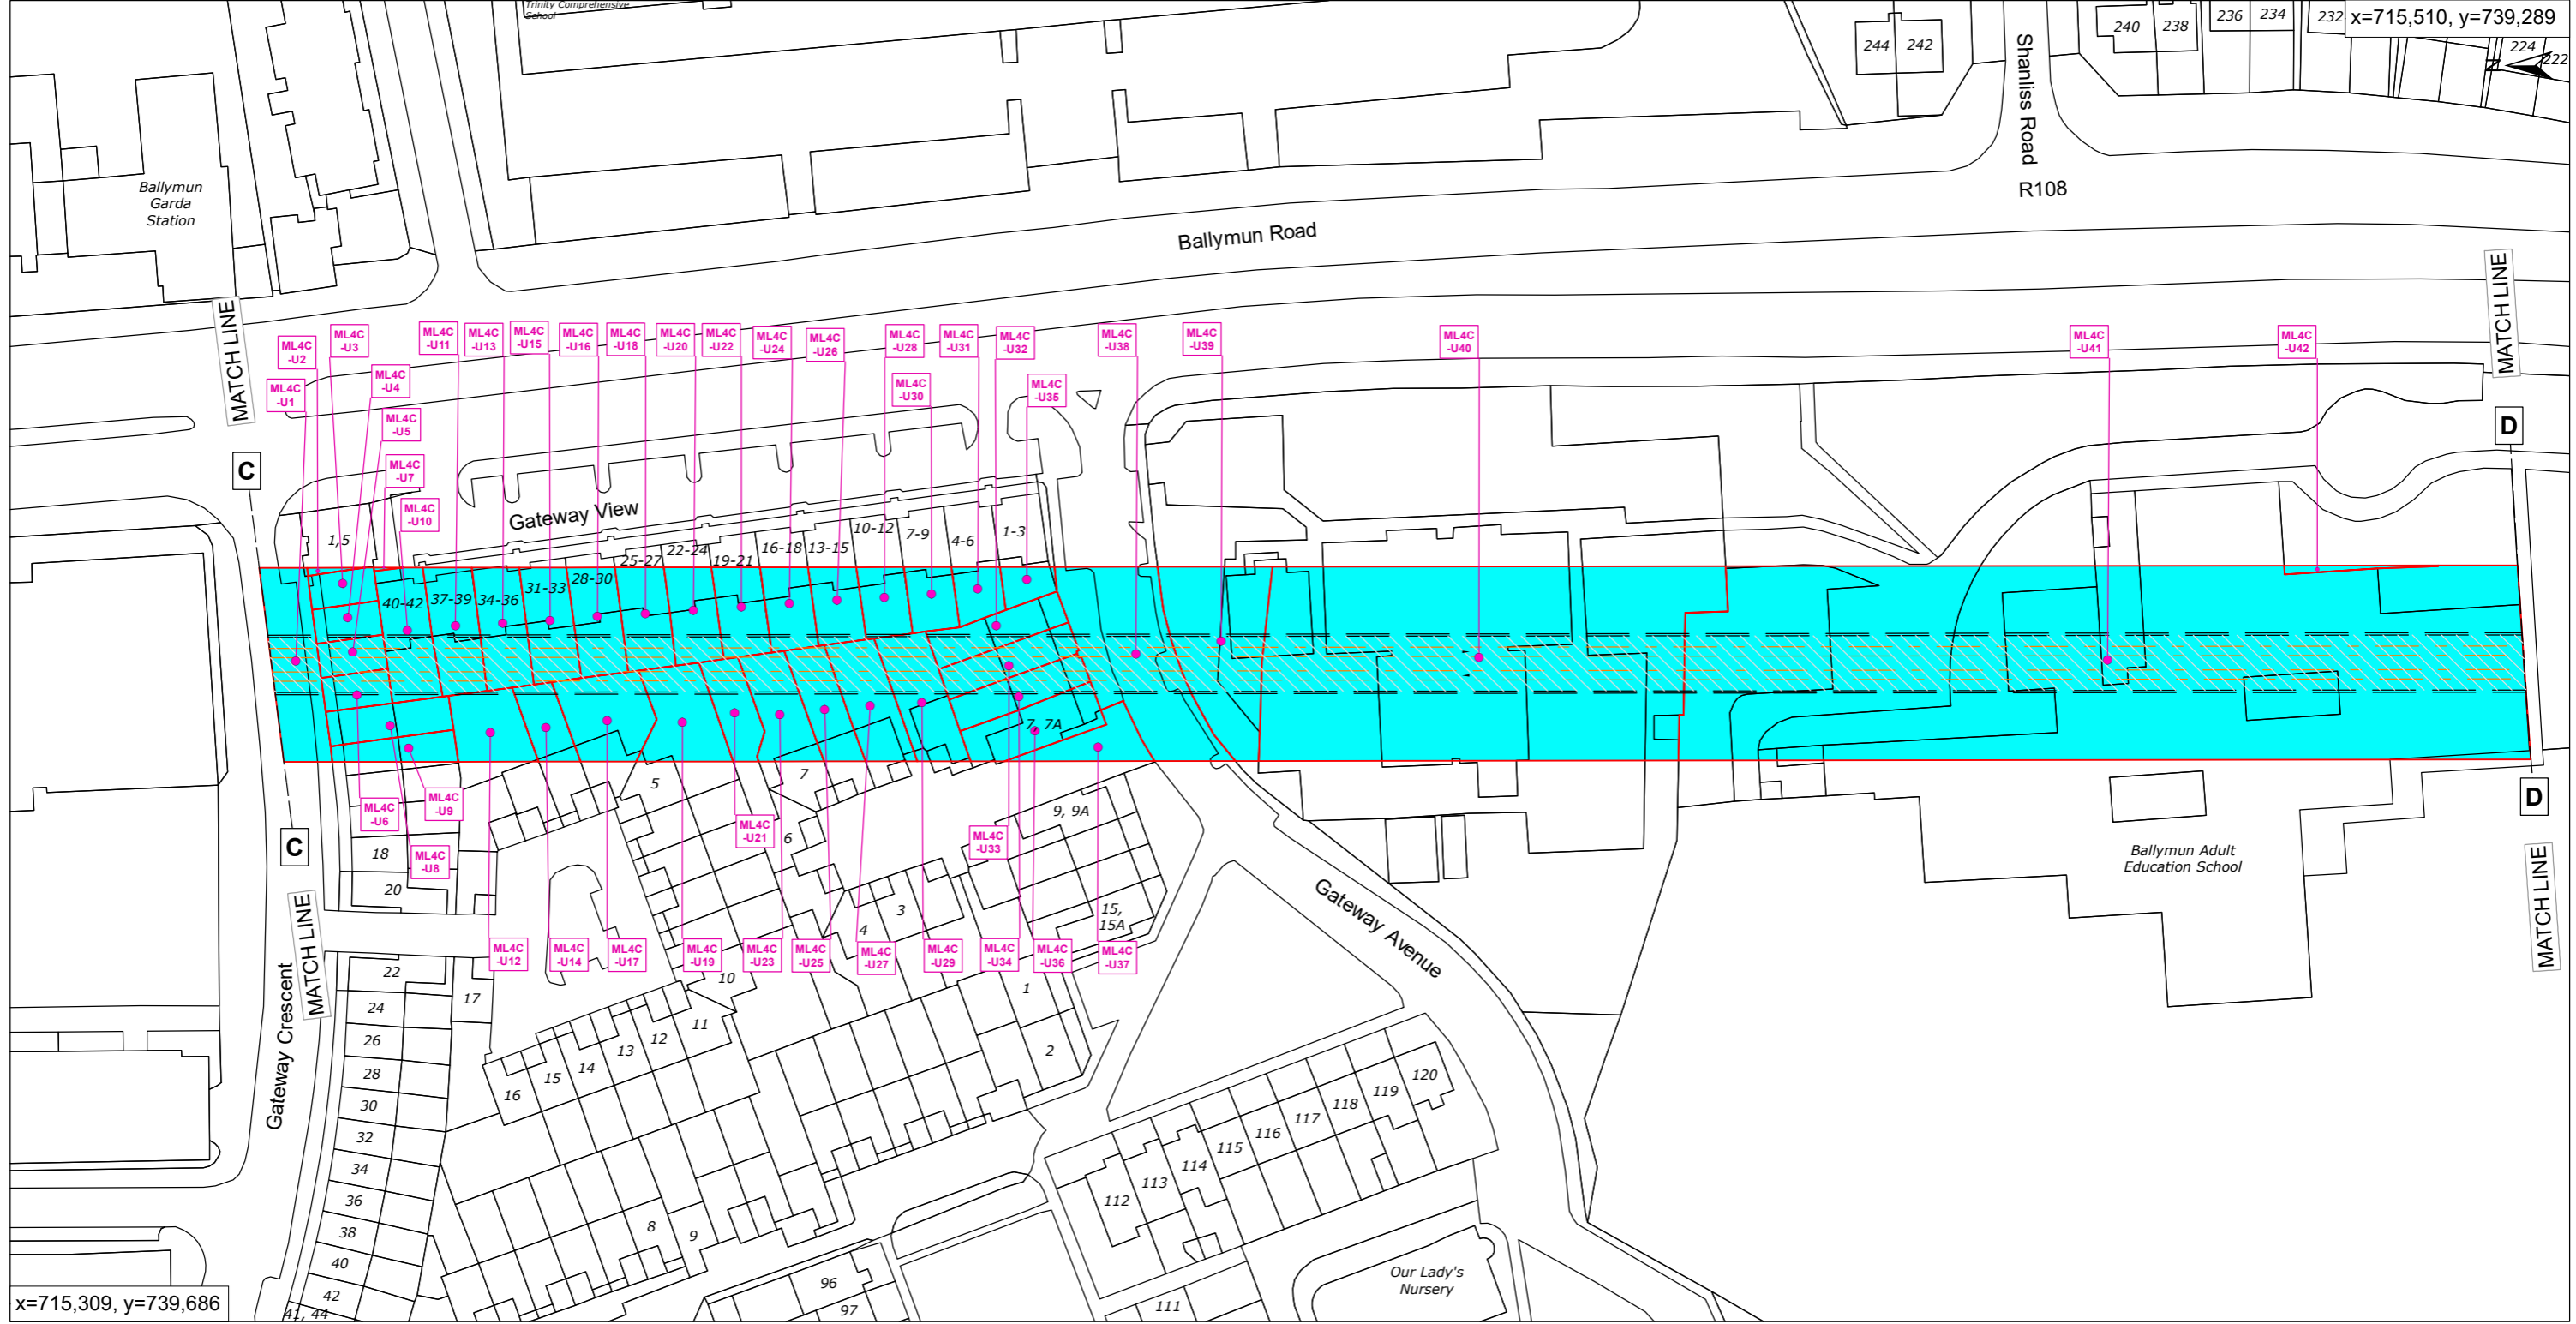 Trinity Comprehensive
School
244
242
240
238
236
234
232
x=715,510, y=739,289
224
222
Shanliss Road
R108
Ballymun
Garda
Station
Ballymun Road
MATCH LINE
MATCH LINE
ML4C
-U1
ML4C
-U2
ML4C
-U3
ML4C
-U4
ML4C
-U5
ML4C
-U7
ML4C
-U10
ML4C
-U11
ML4C
-U13
ML4C
-U15
ML4C
-U16
ML4C
-U18
ML4C
-U20
ML4C
-U22
ML4C
-U24
ML4C
-U26
ML4C
-U28
ML4C
-U30
ML4C
-U31
ML4C
-U32
ML4C
-U35
ML4C
-U38
ML4C
-U39
ML4C
-U40
ML4C
-U41
ML4C
-U42
C
D
Gateway View
1,5
40-42
37-39
34-36
31-33
28-30
25-27
22-24
19-21
16-18
13-15
10-12
7-9
4-6
1-3
7, 7A
5
7
6
9, 9A
ML4C
-U6
ML4C
-U9
ML4C
-U8
ML4C
-U21
ML4C
-U33
C
D
18
20
3
4
15,
15A
Ballymun Adult
Education School
MATCH LINE
MATCH LINE
ML4C
-U12
ML4C
-U14
ML4C
-U17
ML4C
-U19
ML4C
-U23
ML4C
-U25
ML4C
-U27
ML4C
-U29
ML4C
-U34
ML4C
-U36
ML4C
-U37
Gateway Avenue
Gateway Crescent
22
24
26
28
30
32
34
36
38
40
42
41, 44
17
10
11
12
13
14
15
16
1
2
8
9
120
119
118
117
116
115
114
113
112
111
96
97
Our Lady's
Nursery
x=715,309, y=739,686